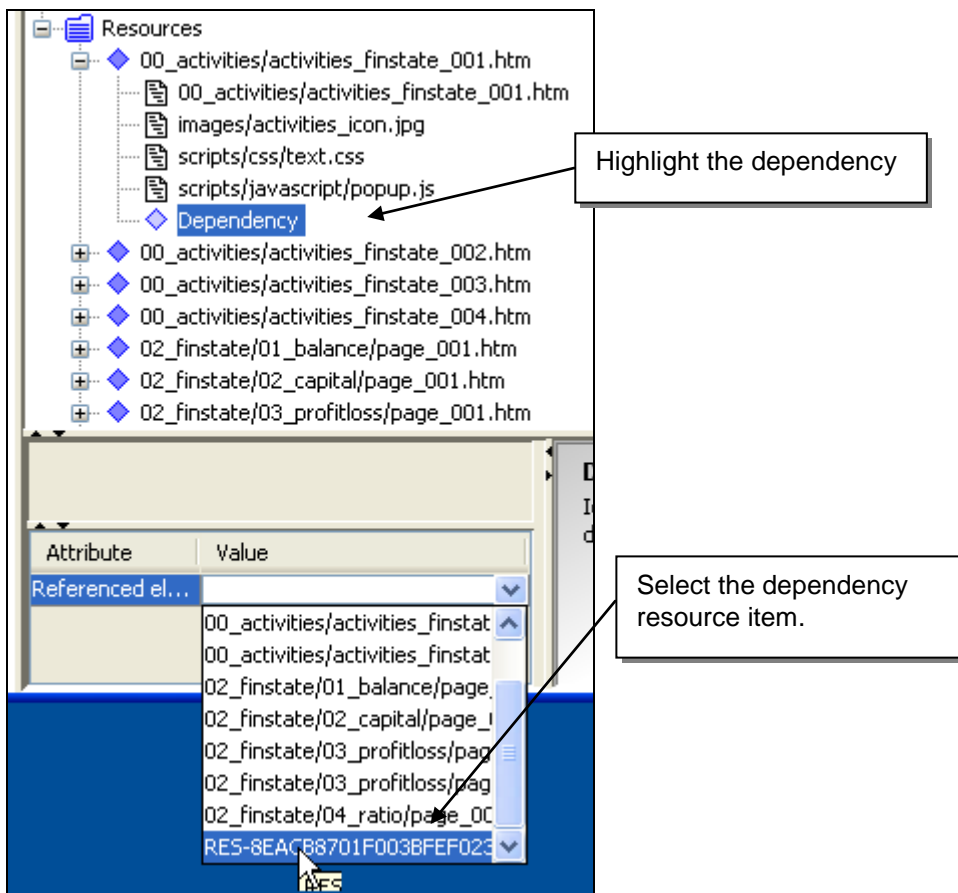 Resources
00_activities/activities_finstate_001.htm
00_activities/activities_finstate_001.htm
images/activities_icon.jpg
scripts/css/text.css
scripts/javascript/popup.js
Dependency
00_activities/activities_finstate_002.htm
00_activities/activities_finstate_003.htm
00_activities/activities_finstate_004.htm
02_finstate/01_balance/page_001.htm
02_finstate/02_capital/page_001.htm
02_finstate/03_profitloss/page_001.htm
Highlight the dependency
Attribute Value
Referenced el...
00_activities/activities_finstat
00_activities/activities_finstat
02_finstate/01_balance/page_
02_finstate/02_capital/page_
02_finstate/03_profitloss/pag
02_finstate/03_profitloss/pag
02_finstate/04_ratio/page_00
RES-8EACB8701F003BFEF023
Select the dependency
resource item.